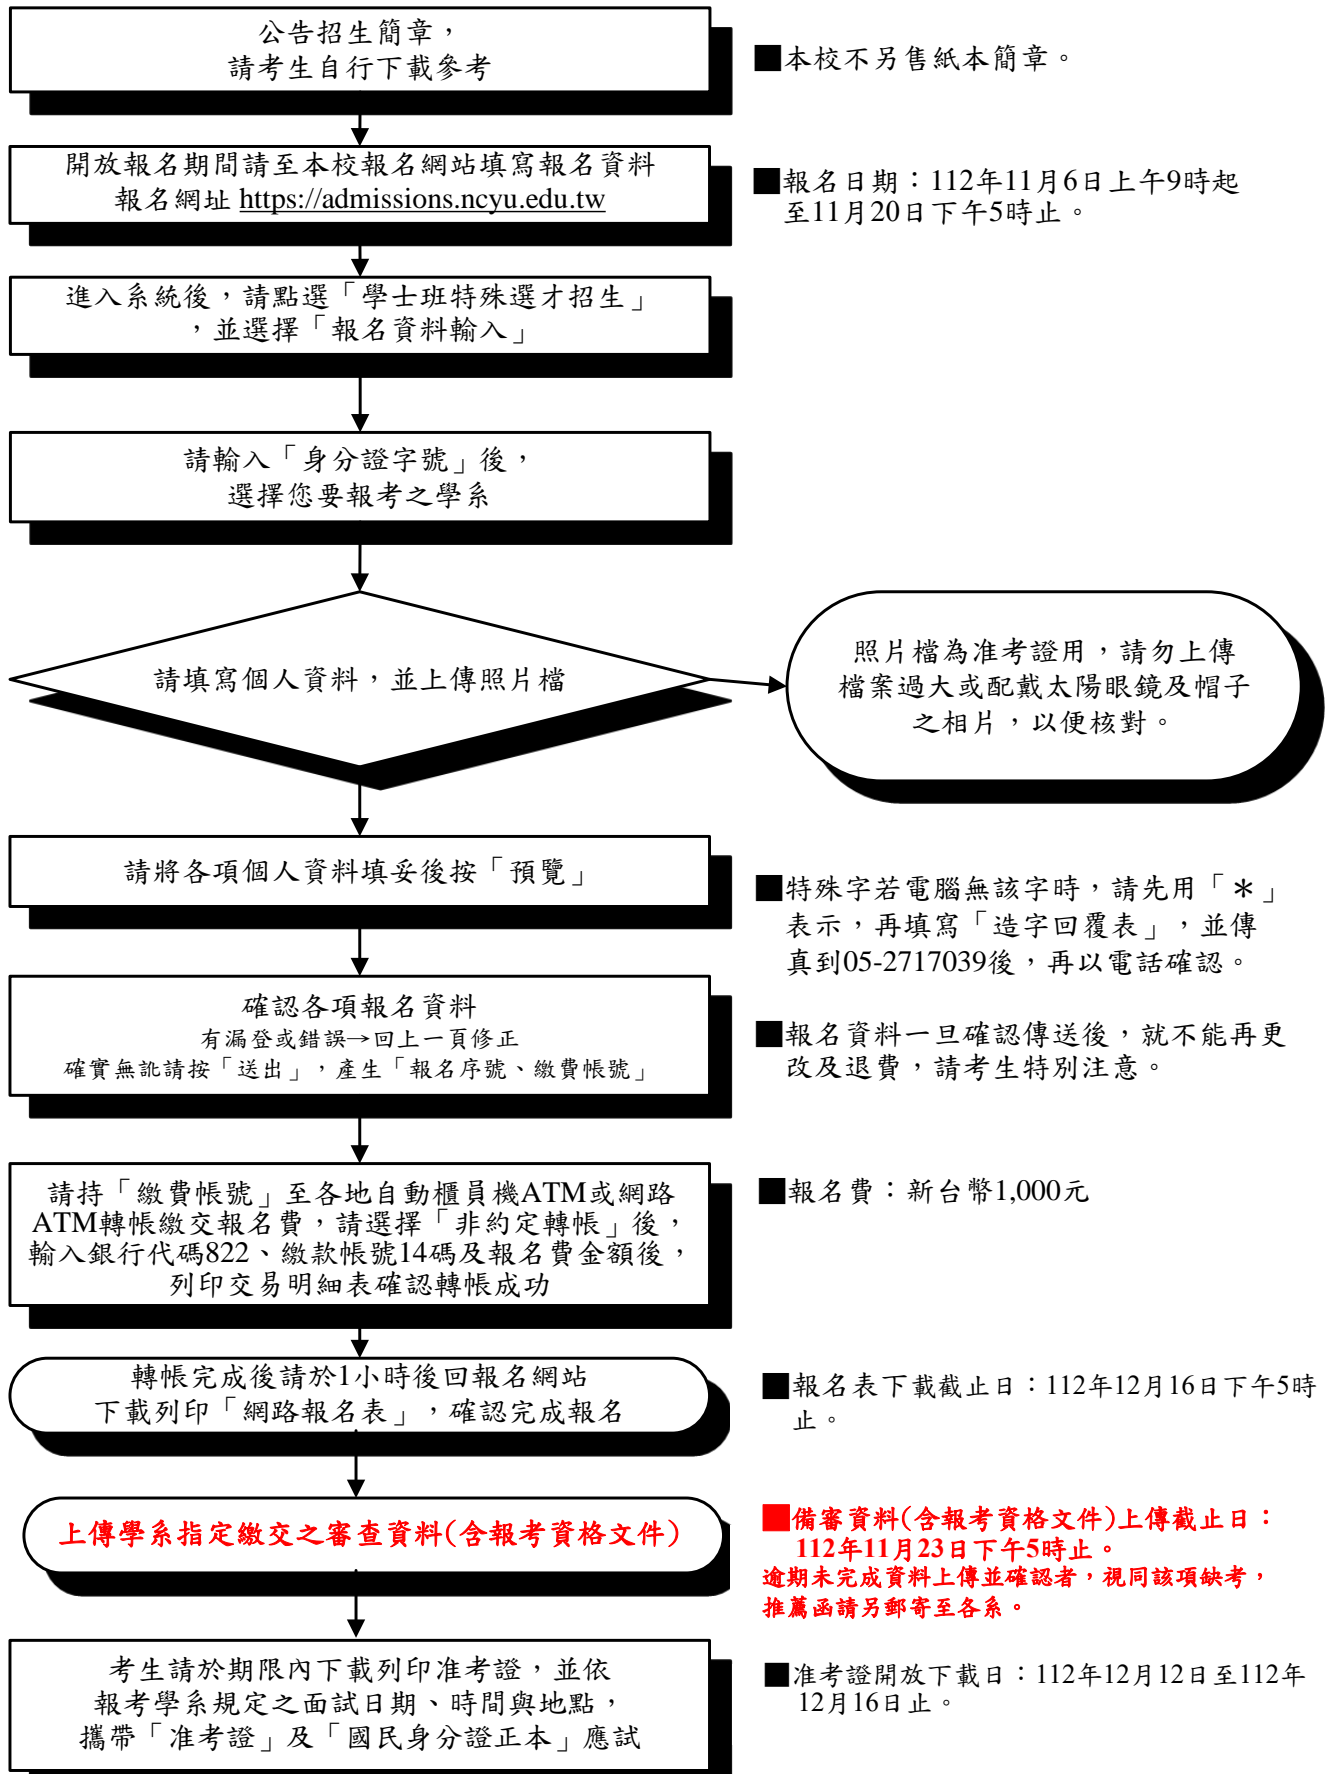 公告招生簡章，
請考生自行下載參考
■本校不另售紙本簡章。
開放報名期間請至本校報名網站填寫報名資料
報名網址 https://admissions.ncyu.edu.tw
■報名日期：112年11月6日上午9時起
至11月20日下午5時止。
進入系統後，請點選「學士班特殊選才招生」
，並選擇「報名資料輸入」
請輸入「身分證字號」後，
選擇您要報考之學系
請填寫個人資料，並上傳照片檔
照片檔為准考證用，請勿上傳
檔案過大或配戴太陽眼鏡及帽子
之相片，以便核對。
請將各項個人資料填妥後按「預覽」
■特殊字若電腦無該字時，請先用「＊」
表示，再填寫「造字回覆表」，並傳
真到05-2717039後，再以電話確認。
確認各項報名資料
有漏登或錯誤→回上一頁修正
確實無訛請按「送出」，產生「報名序號、繳費帳號」
■報名資料一旦確認傳送後，就不能再更
改及退費，請考生特別注意。
請持「繳費帳號」至各地自動櫃員機ATM或網路
ATM轉帳繳交報名費，請選擇「非約定轉帳」後，
輸入銀行代碼822、繳款帳號14碼及報名費金額後，
列印交易明細表確認轉帳成功
■報名費：新台幣1,000元
轉帳完成後請於1小時後回報名網站
下載列印「網路報名表」，確認完成報名
■報名表下載截止日：112年12月16日下午5時
止。
上傳學系指定繳交之審查資料(含報考資格文件)
■備審資料(含報考資格文件)上傳截止日：
112年11月23日下午5時止。
逾期未完成資料上傳並確認者，視同該項缺考，
推薦函請另郵寄至各系。
考生請於期限內下載列印准考證，並依
報考學系規定之面試日期、時間與地點，
攜帶「准考證」及「國民身分證正本」應試
■准考證開放下載日：112年12月12日至112年
12月16日止。